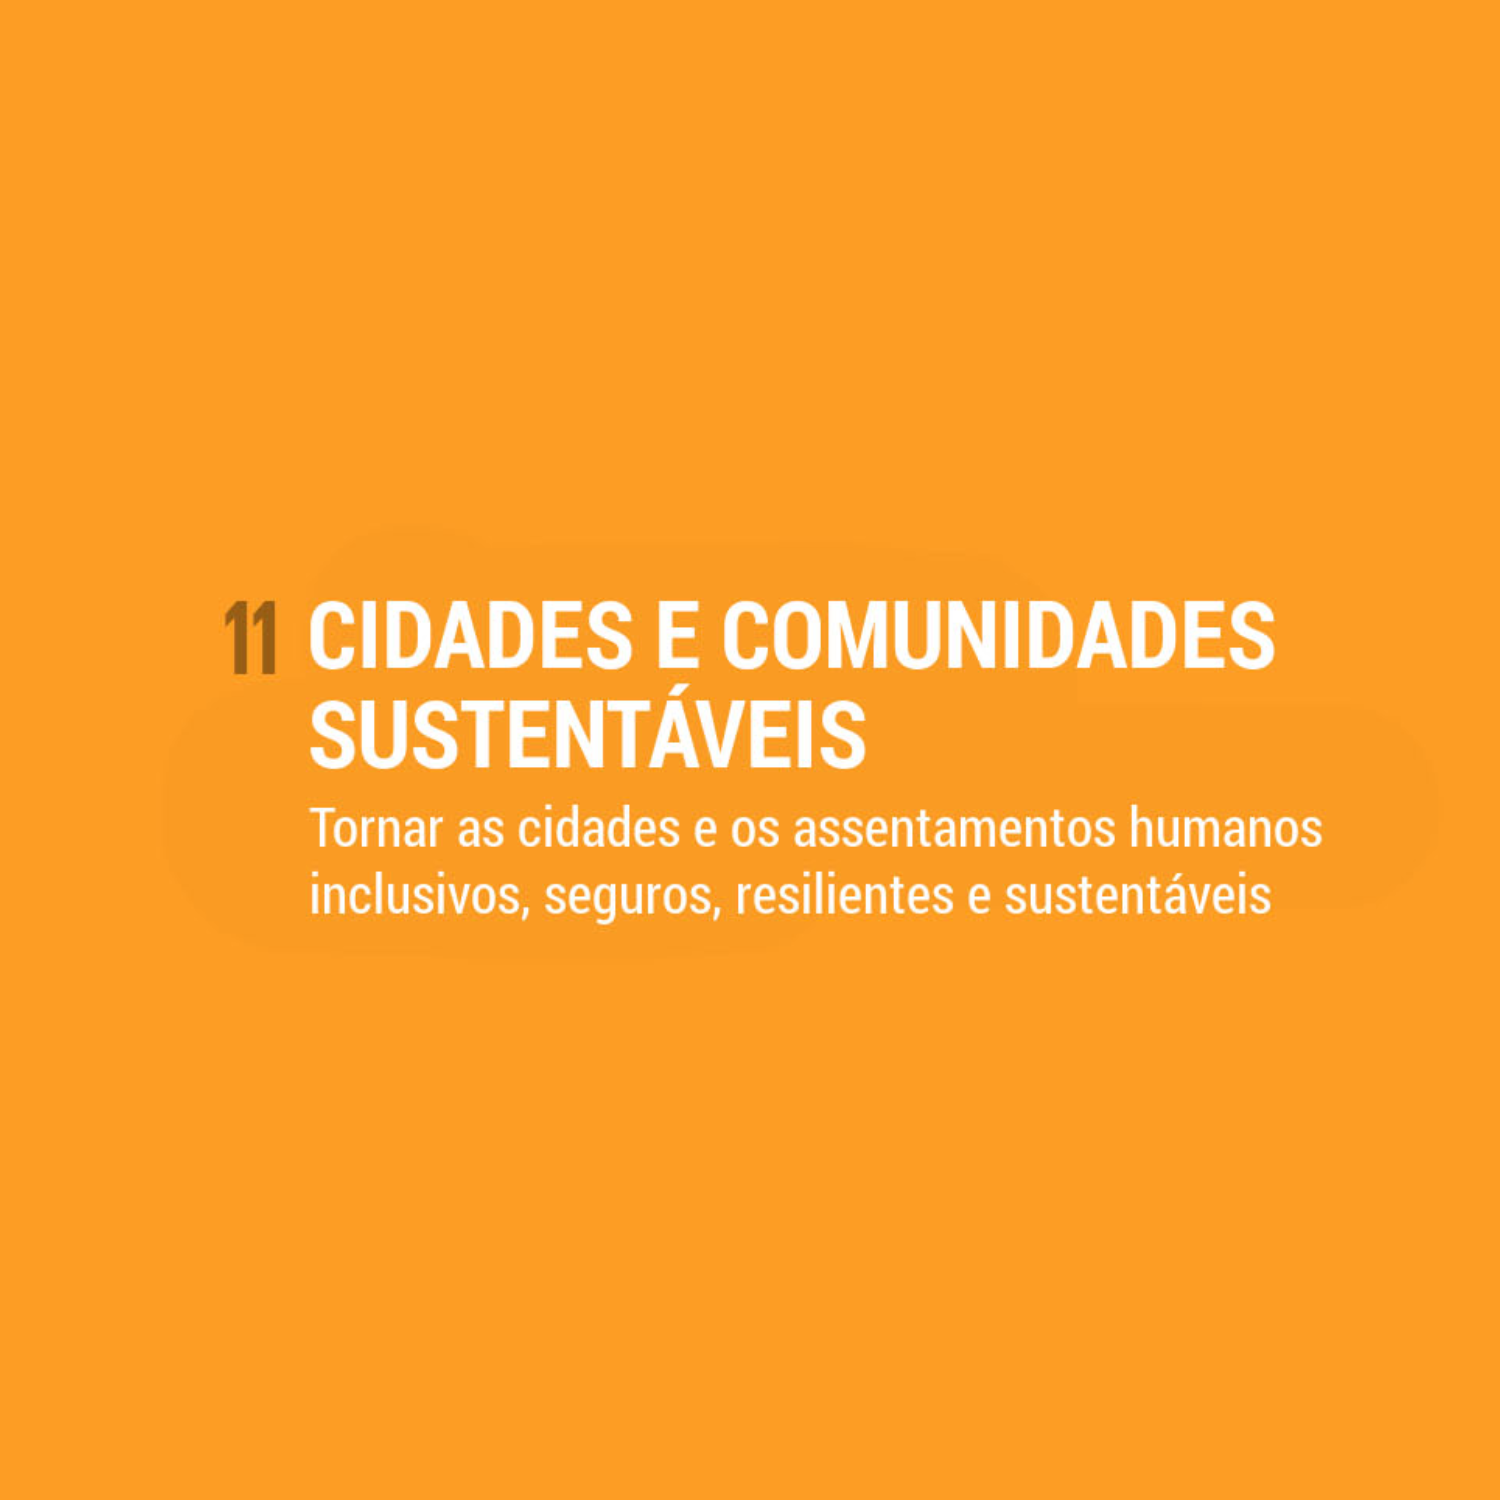 11 CIDADES E COMUNIDADES
SUSTENTÁVEIS
Tornar as cidades e os assentamentos humanos
inclusivos, seguros, resilientes e sustentáveis